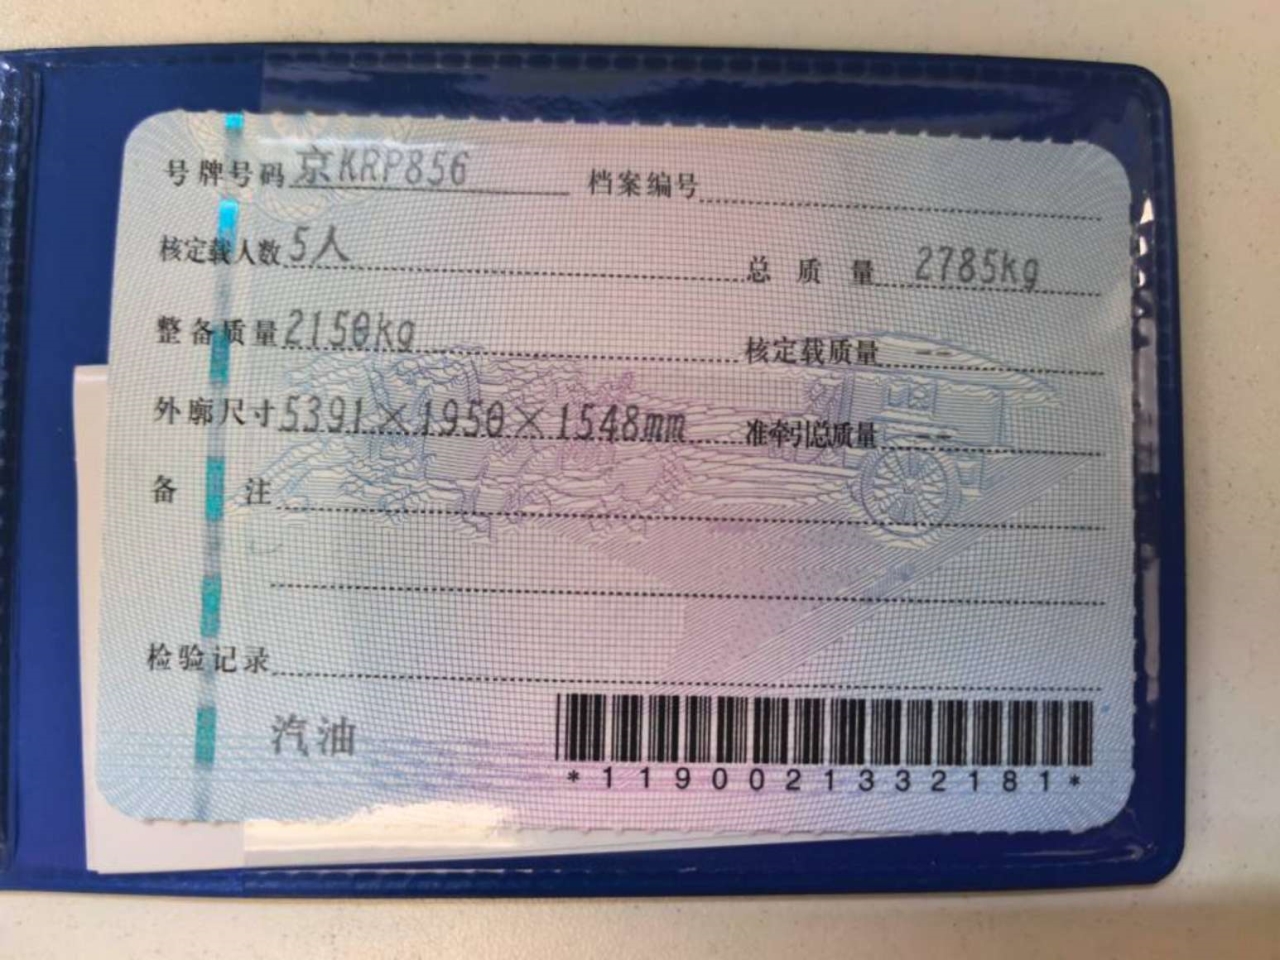 号牌号码 京KRP856 档案编号
核定载人数 5人 总质量 2785kg
整备质量 2150kg 核定载质量 --
外廓尺寸 5391×1950×1548mm 准牵引总质量 --
备注
检验记录
汽油
*1190021332181*